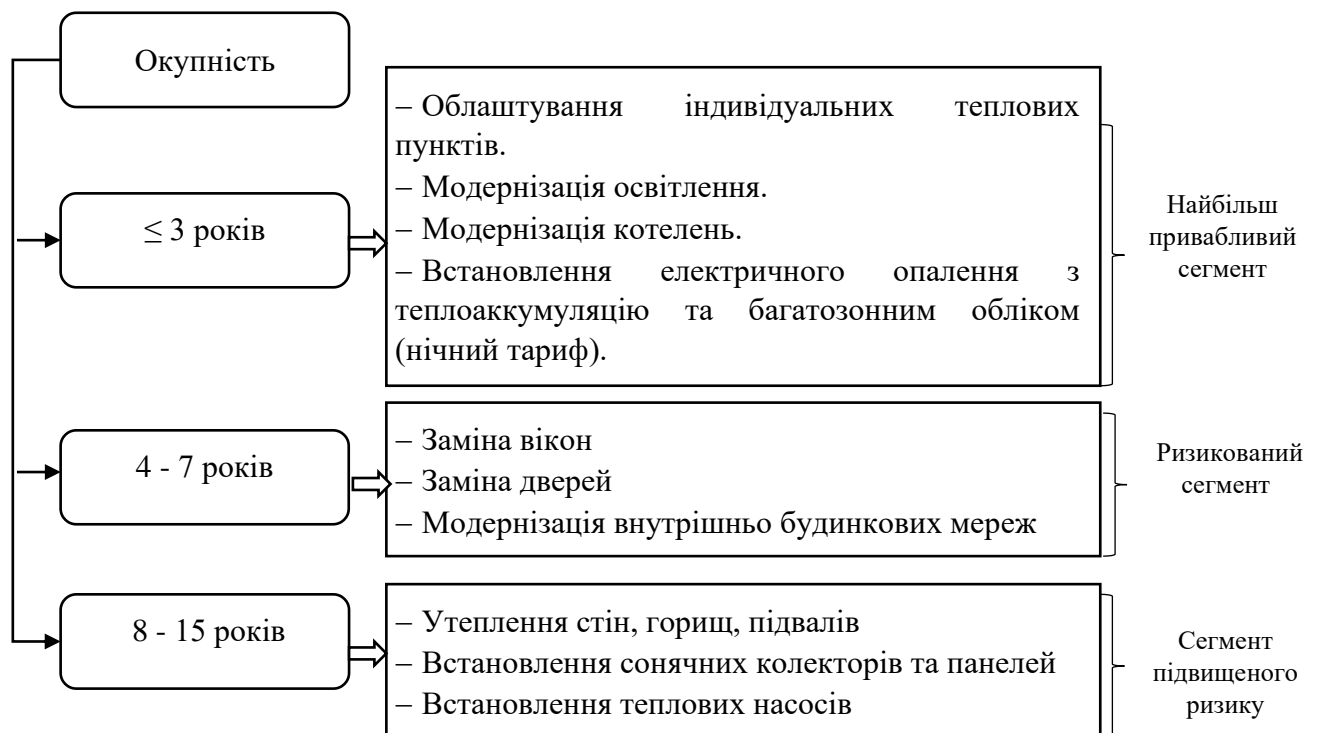 Окупність
≤ 3 років
– Облаштування індивідуальних теплових
пунктів.
– Модернізація освітлення.
– Модернізація котелень.
– Встановлення електричного опалення з
теплоаккумуляцію та багатозонним обліком
(нічний тариф).
Найбільш
привабливий
сегмент
4 - 7 років
– Заміна вікон
– Заміна дверей
– Модернізація внутрішньо будинкових мереж
Ризикований
сегмент
8 - 15 років
– Утеплення стін, горищ, підвалів
– Встановлення сонячних колекторів та панелей
– Встановлення теплових насосів
Сегмент
підвищеного
ризику